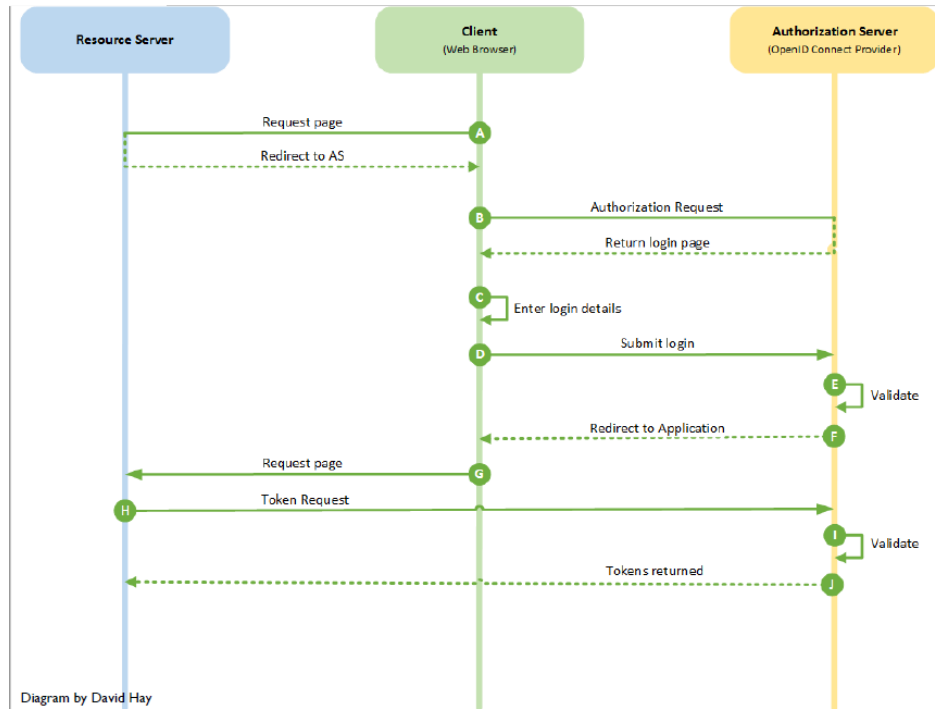 Resource Server
Client
(Web Browser)
Authorization Server
(OpenID Connect Provider)
Request page
A
Redirect to AS
B
Authorization Request
Return login page
C
Enter login details
D
Submit login
E
Validate
Redirect to Application
F
Request page
G
H
Token Request
I
Validate
Tokens returned
J
Diagram by David Hay